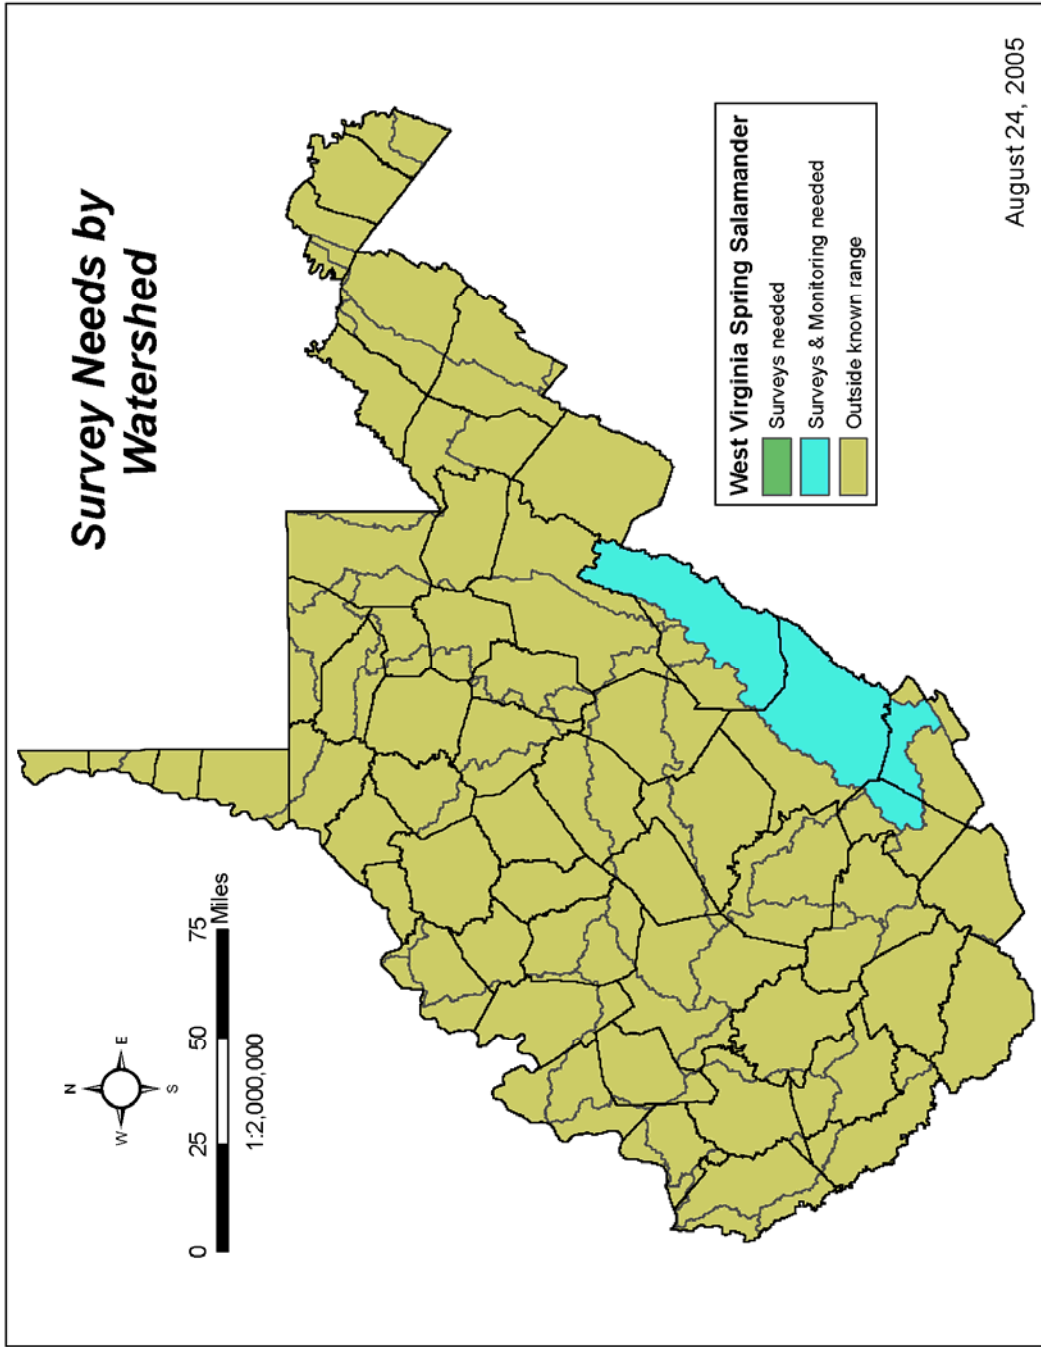 Survey Needs by
Watershed
N
W
E
S
0
25
50
75
Miles
1:2,000,000
West Virginia Spring Salamander
Surveys needed
Surveys & Monitoring needed
Outside known range
August 24, 2005